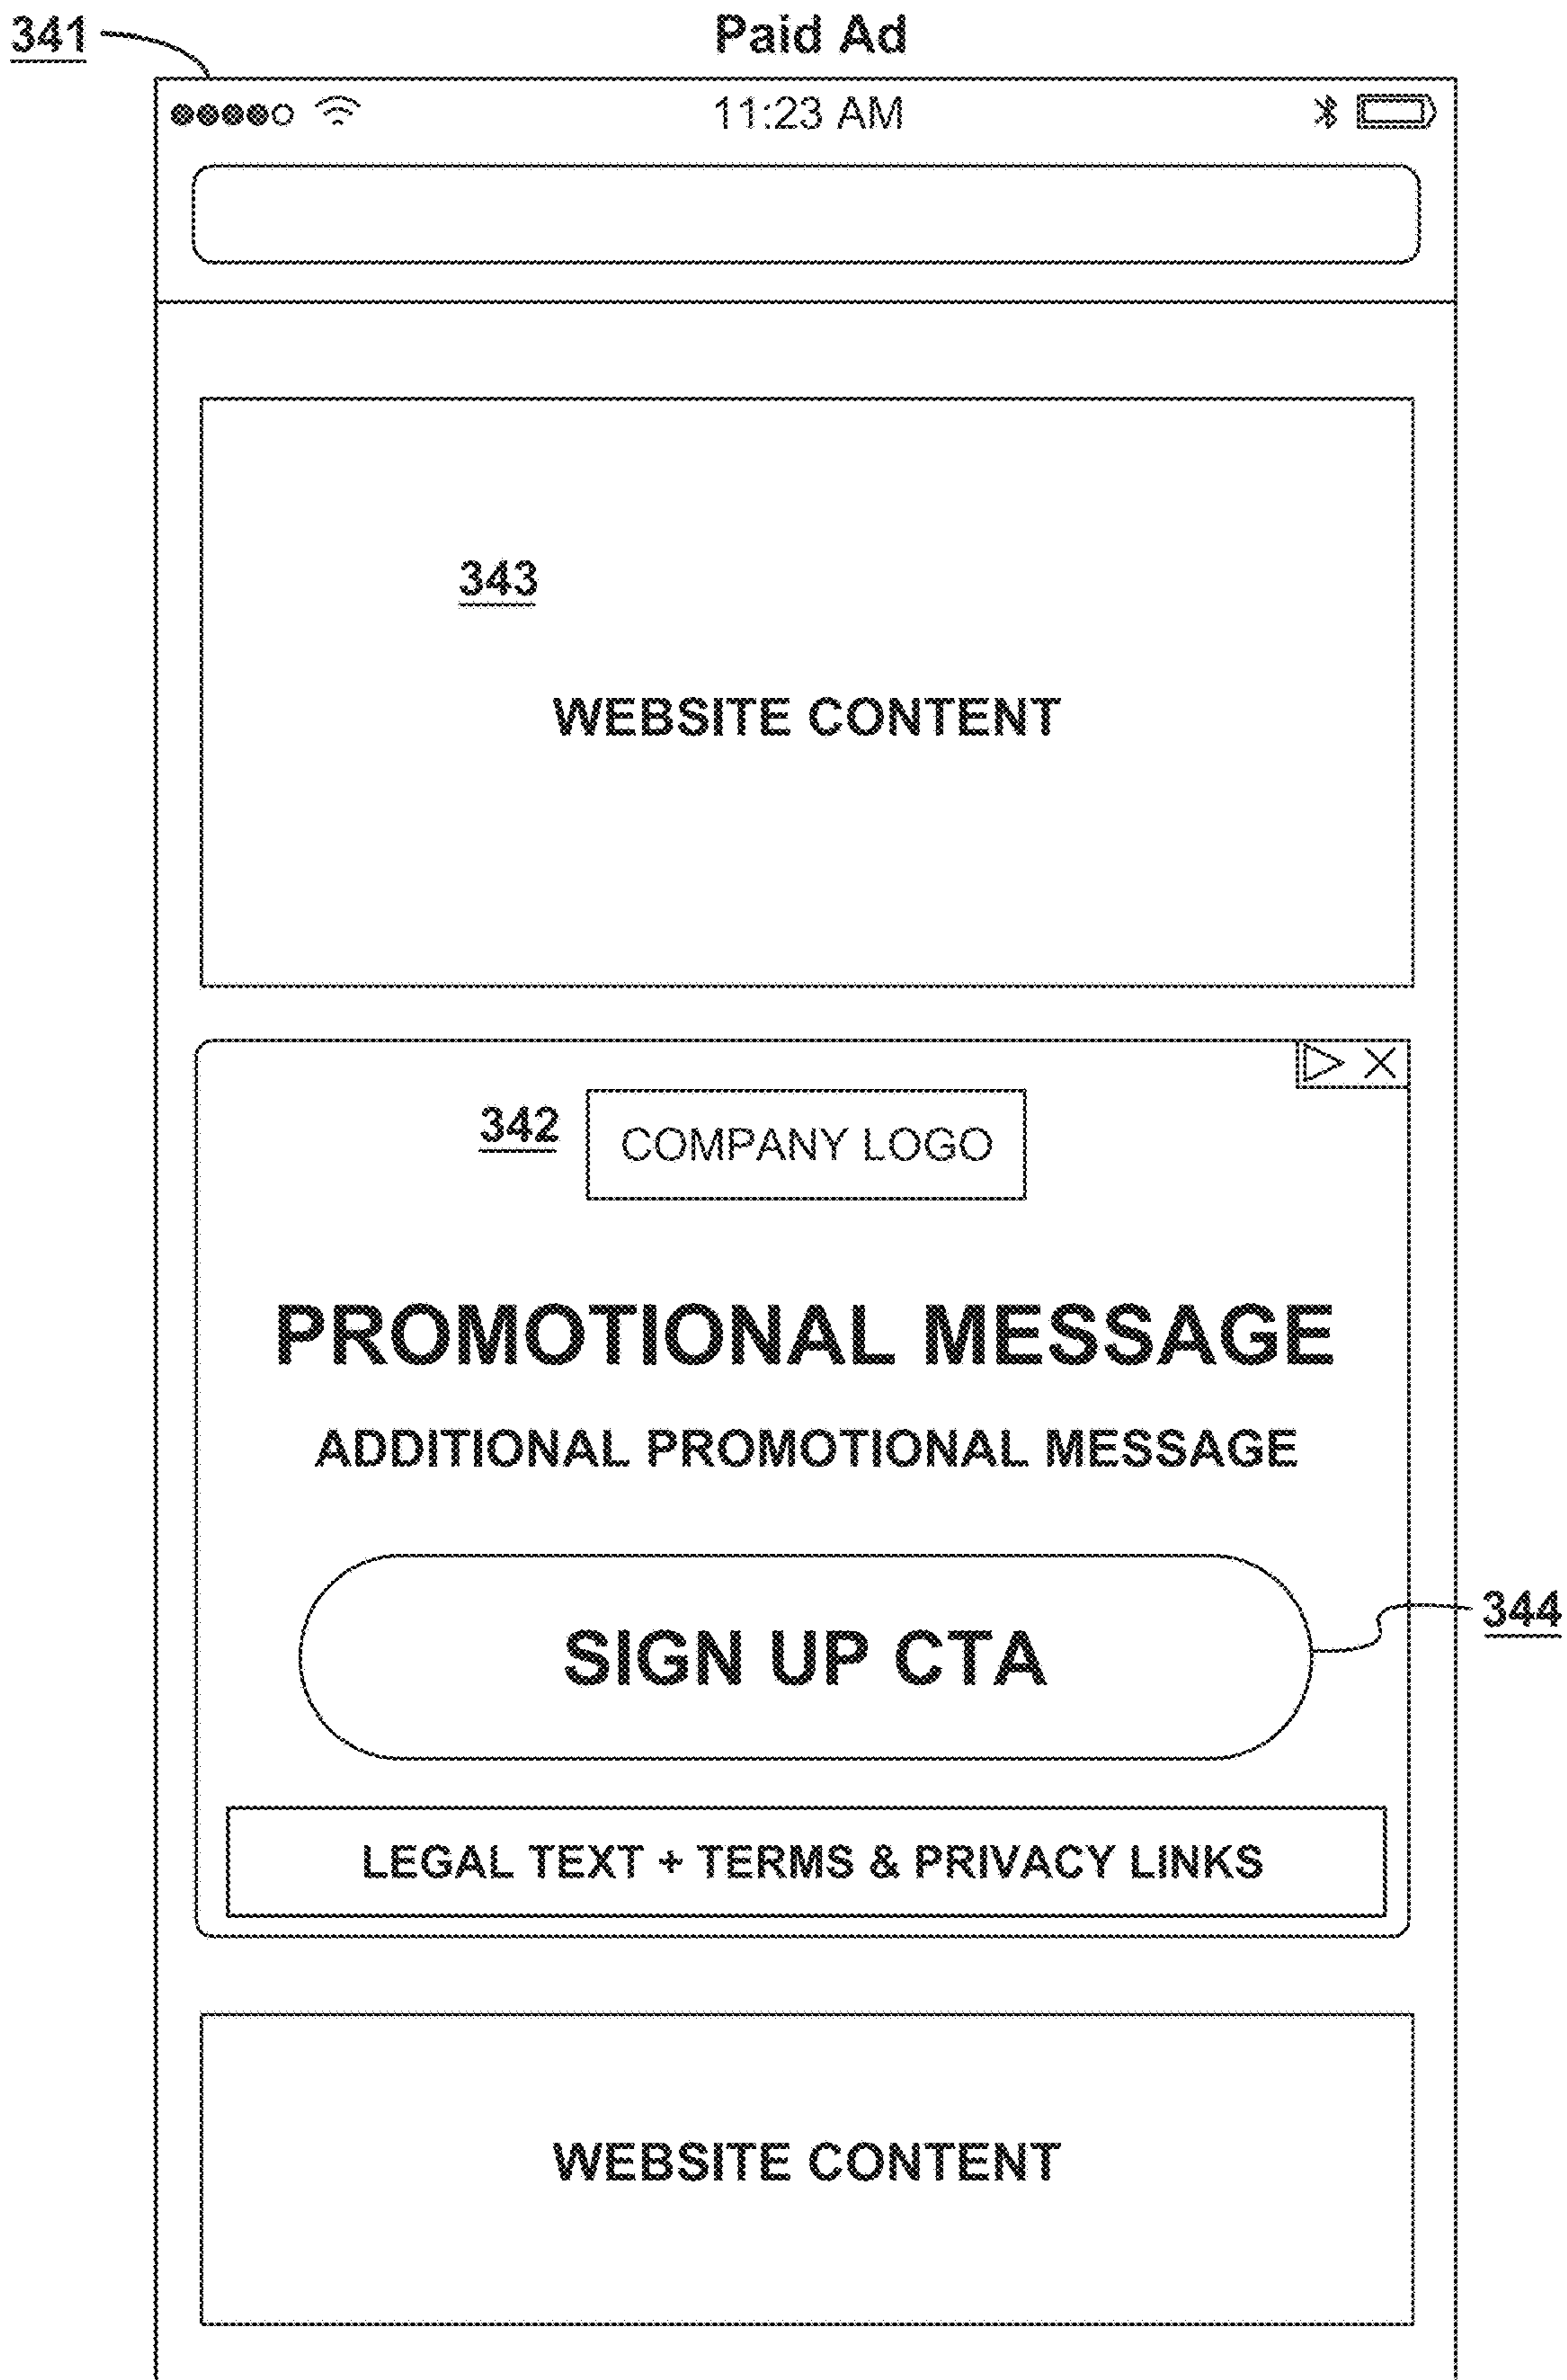 341
Paid Ad
11:23 AM
343
WEBSITE CONTENT
342
COMPANY LOGO
PROMOTIONAL MESSAGE
ADDITIONAL PROMOTIONAL MESSAGE
SIGN UP CTA
344
LEGAL TEXT + TERMS & PRIVACY LINKS
WEBSITE CONTENT